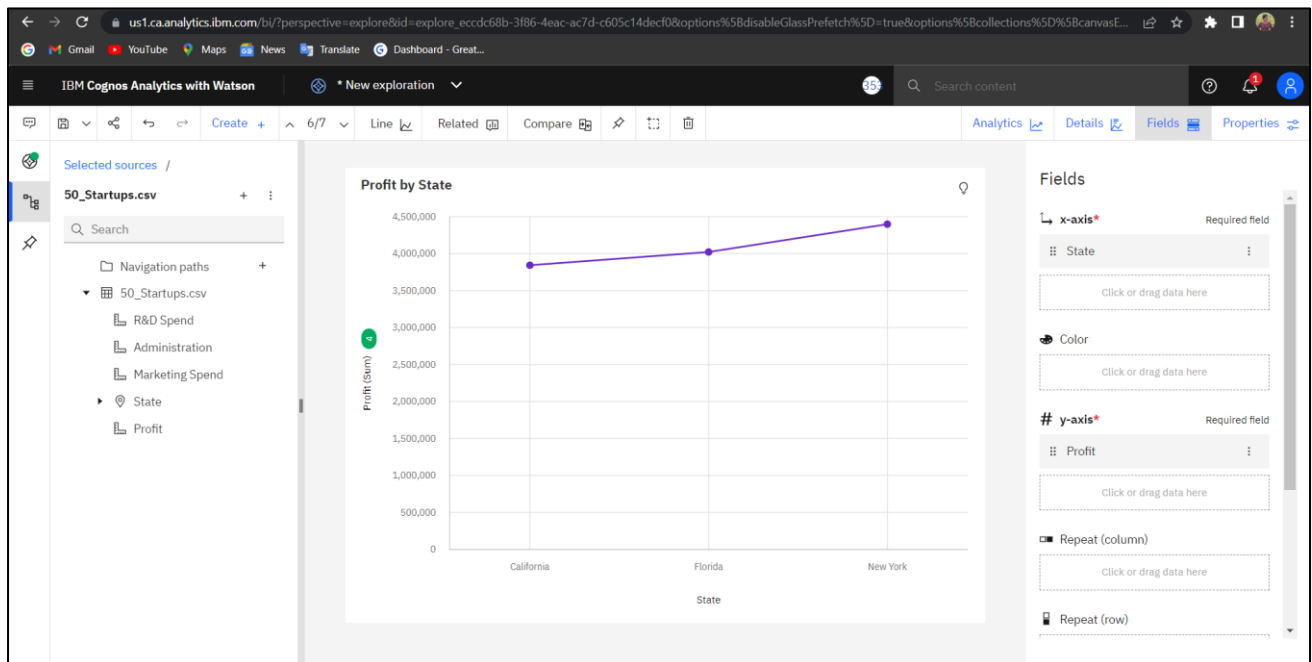 us1.ca.analytics.ibm.com/bi/?perspective=explore&id=explore_eccdc68b-3f86-4eac-ac7d-c605c14decf0&options%5BdisableGlassPrefetch%5D=true&options%5Bcollections%5D%5BcanvasE...
Gmail YouTube Maps News Translate Dashboard - Great...
IBM Cognos Analytics with Watson * New exploration Search content 1
Create + 6/7 Line Related Compare Analytics Details Fields Properties
Selected sources /
50_Startups.csv
Search
Navigation paths
50_Startups.csv
R&D Spend
Administration
Marketing Spend
State
Profit
Profit by State
4,500,000
4,000,000
3,500,000
3,000,000
2,500,000
2,000,000
1,500,000
1,000,000
500,000
0
Profit (Sum) 4
California Florida New York
State
Fields
x-axis* Required field
State
Click or drag data here
Color
Click or drag data here
# y-axis* Required field
Profit
Click or drag data here
Repeat (column)
Click or drag data here
Repeat (row)